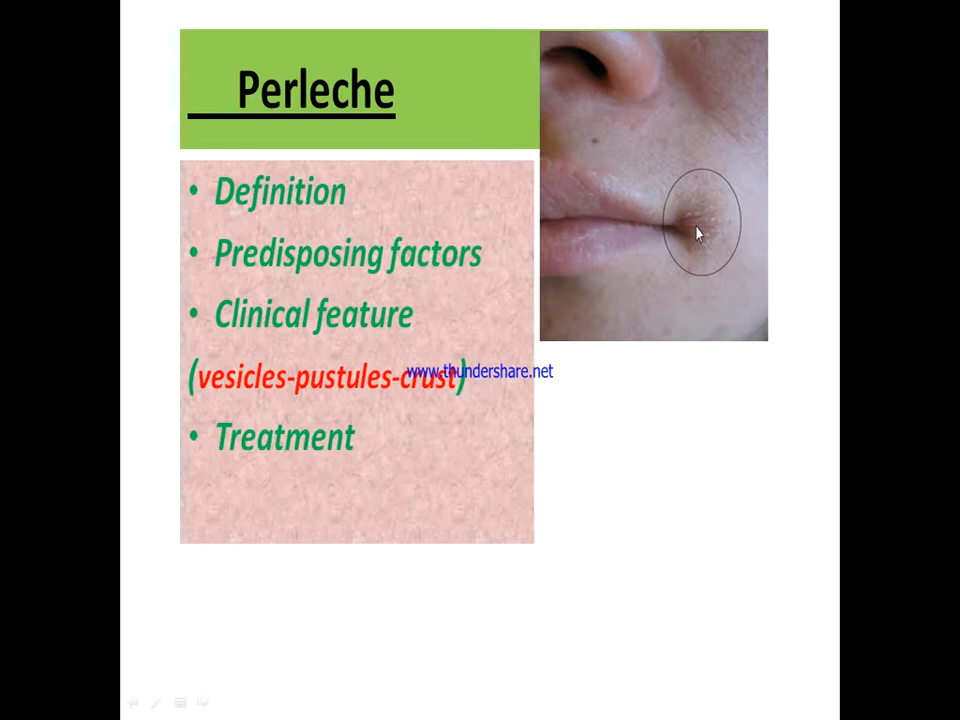 Perleche
• Definition
• Predisposing factors
• Clinical feature
(vesicles-pustules-crust)
www.thundershare.net
• Treatment